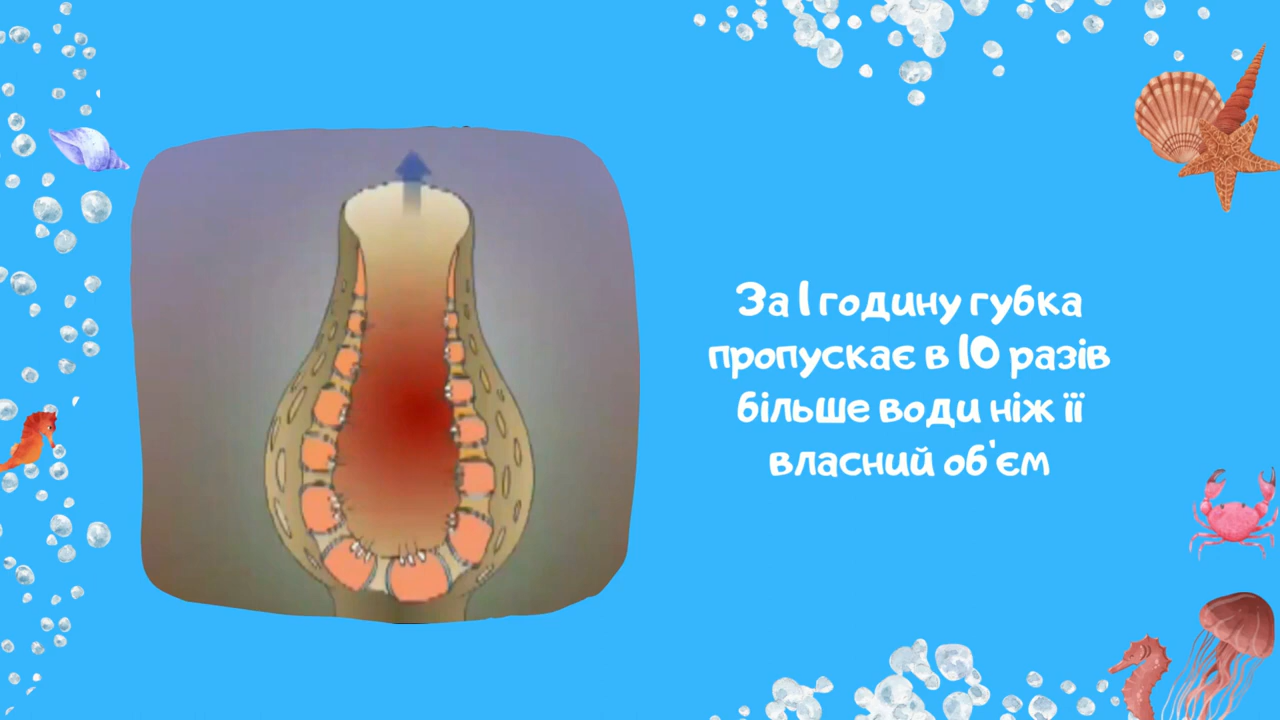 За 1 годину губка
пропускає в 10 разів
більше води ніж її
власний об'єм